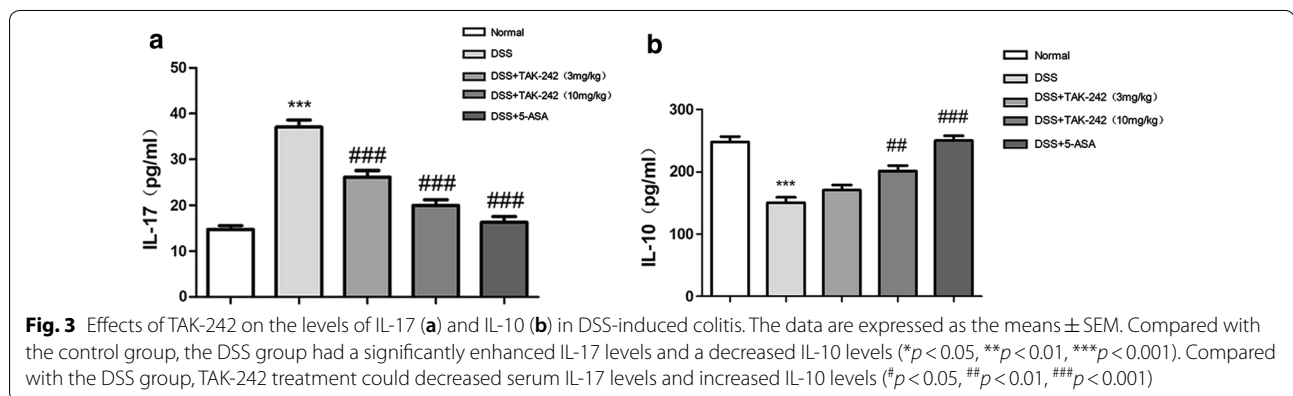 a
Normal
DSS
DSS+TAK-242（3mg/kg）
DSS+TAK-242（10mg/kg）
DSS+5-ASA
50
40
30
20
10
0
IL-17（pg/ml）
***
###
###
###
b
Normal
DSS
DSS+TAK-242（3mg/kg）
DSS+TAK-242（10mg/kg）
DSS+5-ASA
300
200
150
100
0
IL-10（pg/ml）
***
##
###
Fig. 3 Effects of TAK-242 on the levels of IL-17 (a) and IL-10 (b) in DSS-induced colitis. The data are expressed as the means ± SEM. Compared with
the control group, the DSS group had a significantly enhanced IL-17 levels and a decreased IL-10 levels (*p < 0.05, **p < 0.01, ***p < 0.001). Compared
with the DSS group, TAK-242 treatment could decreased serum IL-17 levels and increased IL-10 levels (#p < 0.05, ##p < 0.01, ###p < 0.001)